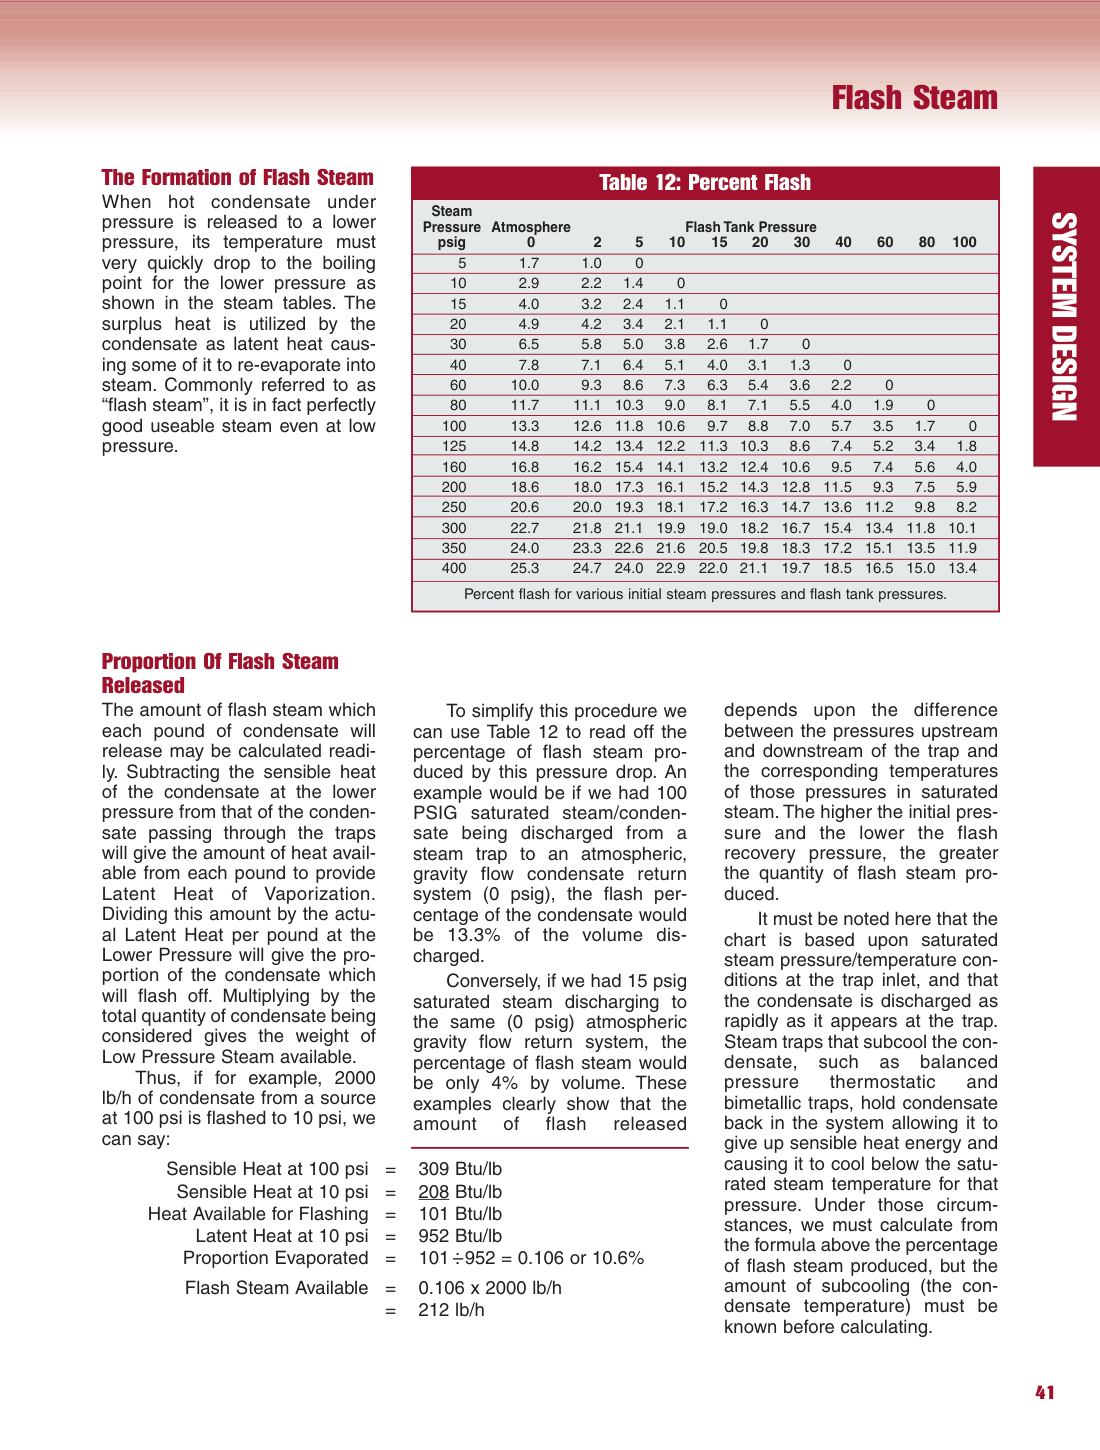 Flash Steam
The Formation of Flash Steam
When hot condensate under
pressure is released to a lower
pressure, its temperature must
very quickly drop to the boiling
point for the lower pressure as
shown in the steam tables. The
surplus heat is utilized by the
condensate as latent heat caus-
ing some of it to re-evaporate into
steam. Commonly referred to as
“flash steam”, it is in fact perfectly
good useable steam even at low
pressure.
Table 12: Percent Flash
Steam
Pressure Atmosphere Flash Tank Pressure
psig 0 2 5 10 15 20 30 40 60 80 100
5 1.7 1.0 0
10 2.9 2.2 1.4 0
15 4.0 3.2 2.4 1.1 0
20 4.9 4.2 3.4 2.1 1.1 0
30 6.5 5.8 5.0 3.8 2.6 1.7 0
40 7.8 7.1 6.4 5.1 4.0 3.1 1.3 0
60 10.0 9.3 8.6 7.3 6.3 5.4 3.6 2.2 0
80 11.7 11.1 10.3 9.0 8.1 7.1 5.5 4.0 1.9 0
100 13.3 12.6 11.8 10.6 9.7 8.8 7.0 5.7 3.5 1.7 0
125 14.8 14.2 13.4 12.2 11.3 10.3 8.6 7.4 5.2 3.4 1.8
160 16.8 16.2 15.4 14.1 13.2 12.4 10.6 9.5 7.4 5.6 4.0
200 18.6 18.0 17.3 16.1 15.2 14.3 12.8 11.5 9.3 7.5 5.9
250 20.6 20.0 19.3 18.1 17.2 16.3 14.7 13.6 11.2 9.8 8.2
300 22.7 21.8 21.1 19.9 19.0 18.2 16.7 15.4 13.4 11.8 10.1
350 24.0 23.3 22.6 21.6 20.5 19.8 18.3 17.2 15.1 13.5 11.9
400 25.3 24.7 24.0 22.9 22.0 21.1 19.7 18.5 16.5 15.0 13.4
Percent flash for various initial steam pressures and flash tank pressures.
SYSTEM DESIGN
Proportion Of Flash Steam
Released
The amount of flash steam which
each pound of condensate will
release may be calculated readi-
ly. Subtracting the sensible heat
of the condensate at the lower
pressure from that of the conden-
sate passing through the traps
will give the amount of heat avail-
able from each pound to provide
Latent Heat of Vaporization.
Dividing this amount by the actu-
al Latent Heat per pound at the
Lower Pressure will give the pro-
portion of the condensate which
will flash off. Multiplying by the
total quantity of condensate being
considered gives the weight of
Low Pressure Steam available.
Thus, if for example, 2000
lb/h of condensate from a source
at 100 psi is flashed to 10 psi, we
can say:
Sensible Heat at 100 psi = 309 Btu/lb
Sensible Heat at 10 psi = 208 Btu/lb
Heat Available for Flashing = 101 Btu/lb
Latent Heat at 10 psi = 952 Btu/lb
Proportion Evaporated = 101÷952 = 0.106 or 10.6%
Flash Steam Available = 0.106 x 2000 lb/h
= 212 lb/h
To simplify this procedure we
can use Table 12 to read off the
percentage of flash steam pro-
duced by this pressure drop. An
example would be if we had 100
PSIG saturated steam/conden-
sate being discharged from a
steam trap to an atmospheric,
gravity flow condensate return
system (0 psig), the flash per-
centage of the condensate would
be 13.3% of the volume dis-
charged.
Conversely, if we had 15 psig
saturated steam discharging to
the same (0 psig) atmospheric
gravity flow return system, the
percentage of flash steam would
be only 4% by volume. These
examples clearly show that the
amount of flash released
depends upon the difference
between the pressures upstream
and downstream of the trap and
the corresponding temperatures
of those pressures in saturated
steam. The higher the initial pres-
sure and the lower the flash
recovery pressure, the greater
the quantity of flash steam pro-
duced.
It must be noted here that the
chart is based upon saturated
steam pressure/temperature con-
ditions at the trap inlet, and that
the condensate is discharged as
rapidly as it appears at the trap.
Steam traps that subcool the con-
densate, such as balanced
pressure thermostatic and
bimetallic traps, hold condensate
back in the system allowing it to
give up sensible heat energy and
causing it to cool below the satu-
rated steam temperature for that
pressure. Under those circum-
stances, we must calculate from
the formula above the percentage
of flash steam produced, but the
amount of subcooling (the con-
densate temperature) must be
known before calculating.
41